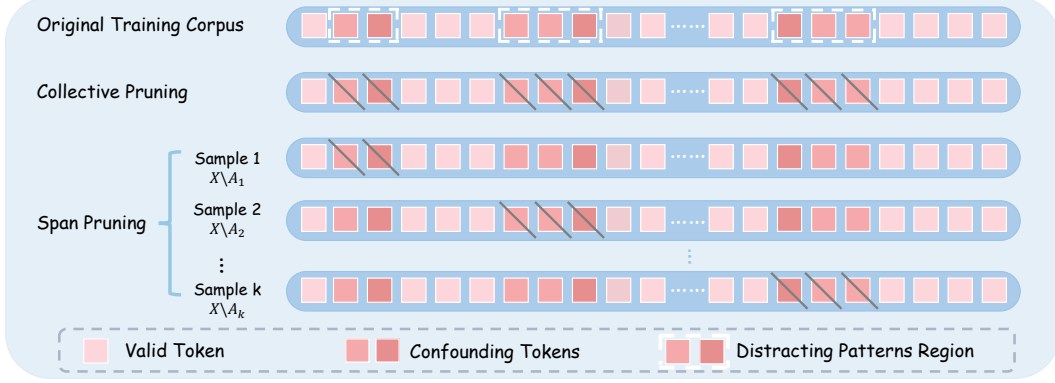 Original Training Corpus
......
Collective Pruning
......
Span Pruning
Sample 1
X\A₁
......
Sample 2
X\A₂
......
⋮
Sample k
X\Aₖ
......
Valid Token
Confounding Tokens
Distracting Patterns Region